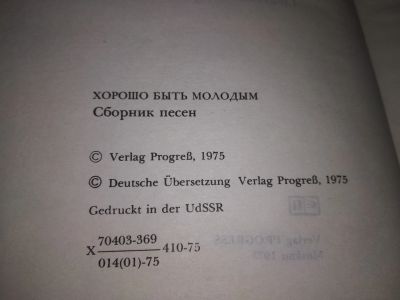 ХОРОШО БЫТЬ МОЛОДЫМ
Сборник песен
© Verlag Progreß, 1975
© Deutsche Übersetzung Verlag Progreß, 1975
Gedruckt in der UdSSR
X 70403-369 410-75
014(01)-75